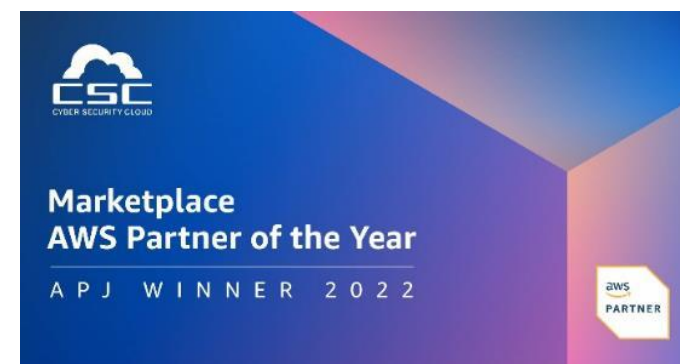 CSC
CYBER SECURITY CLOUD
Marketplace
AWS Partner of the Year
APJ WINNER 2022
aws
PARTNER